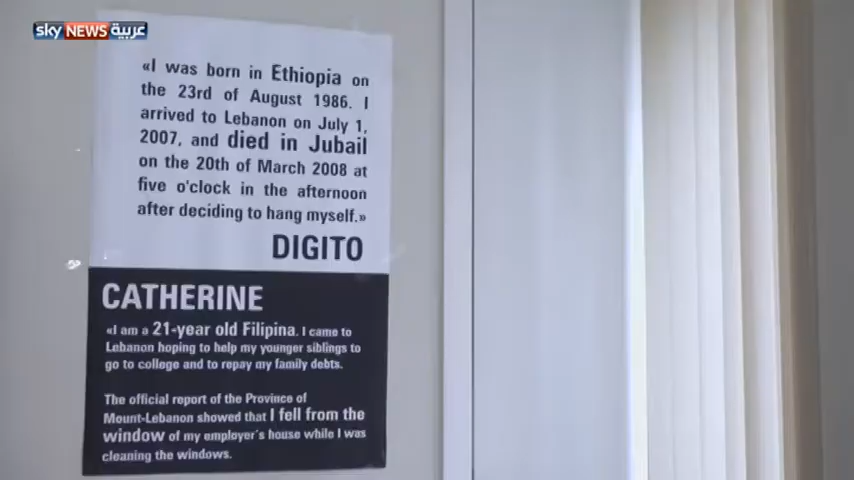 sky NEWS عربية
«I was born in Ethiopia on
the 23rd of August 1986. I
arrived to Lebanon on July 1,
2007, and died in Jubail
on the 20th of March 2008 at
five o'clock in the afternoon
after deciding to hang myself.»
DIGITO
CATHERINE
«I am a 21-year old Filipina. I came to
Lebanon hoping to help my younger siblings to
go to college and to repay my family debts.
The official report of the Province of
Mount-Lebanon showed that I fell from the
window of my employer's house while I was
cleaning the windows.